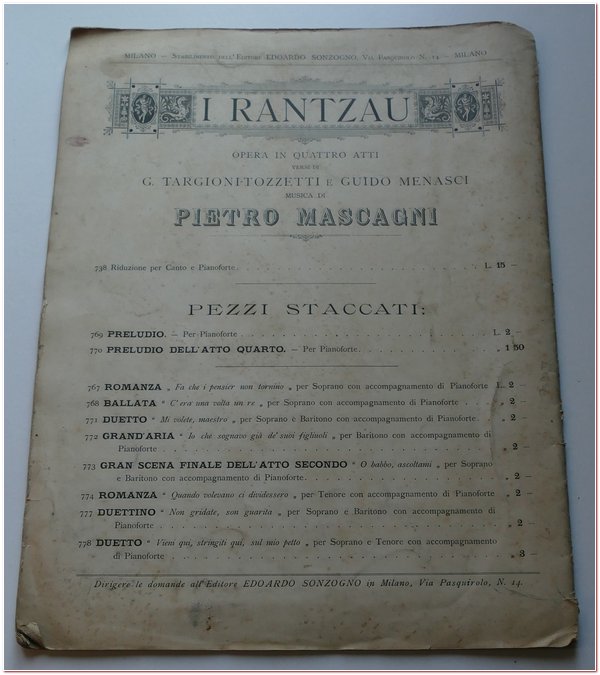 MILANO — Stabilimento dell'Editore EDOARDO SONZOGNO, Via Pasquirolo N. 14 — MILANO
I RANTZAU
OPERA IN QUATTRO ATTI
VERSI DI
G. TARGIONI-TOZZETTI E GUIDO MENASCI
MUSICA DI
PIETRO MASCAGNI
738 Riduzione per Canto e Pianoforte. . . . . . . . . . . . . . . . . . . L. 15 —
PEZZI STACCATI:
769 PRELUDIO. — Per Pianoforte . . . . . . . . . . . . . . . . . . . L. 2 —
770 PRELUDIO DELL'ATTO QUARTO. — Per Pianoforte. . . . . . . . . . . „ 1 50
767 ROMANZA „ Fa che i pensier non tornino „ per Soprano con accompagnamento di Pianoforte L. 2 —
768 BALLATA “ C'era una volta un re „ per Soprano con accompagnamento di Pianoforte . . „ 2 —
771 DUETTO “ Mi volete, maestro „ per Soprano e Baritono con accompagnamento di Pianoforte. „ 2 —
772 GRAND'ARIA “ Io che sognavo già de' suoi figliuoli „ per Baritono con accompagnamento di
Pianoforte . . . . . . . . . . . . . . . . . . . . „ 2 —
773 GRAN SCENA FINALE DELL'ATTO SECONDO “ O babbo, ascoltami „ per Soprano
e Baritono con accompagnamento di Pianoforte. . . . . . . . . . . . „ 2 —
774 ROMANZA “ Quando volevano ci dividessero „ per Tenore con accompagnamento di Pianoforte „ 2 —
777 DUETTINO “ Non gridate, son guarita „ per Soprano e Baritono con accompagnamento di
Pianoforte . . . . . . . . . . . . . . . . . . . . „ 2 —
778 DUETTO “ Vieni qui, stringiti qui, sul mio petto „ per Soprano e Tenore con accompagnamento
di Pianoforte . . . . . . . . . . . . . . . . . . . „ 3 —
Dirigere le domande all'Editore EDOARDO SONZOGNO in Milano, Via Pasquirolo, N. 14.